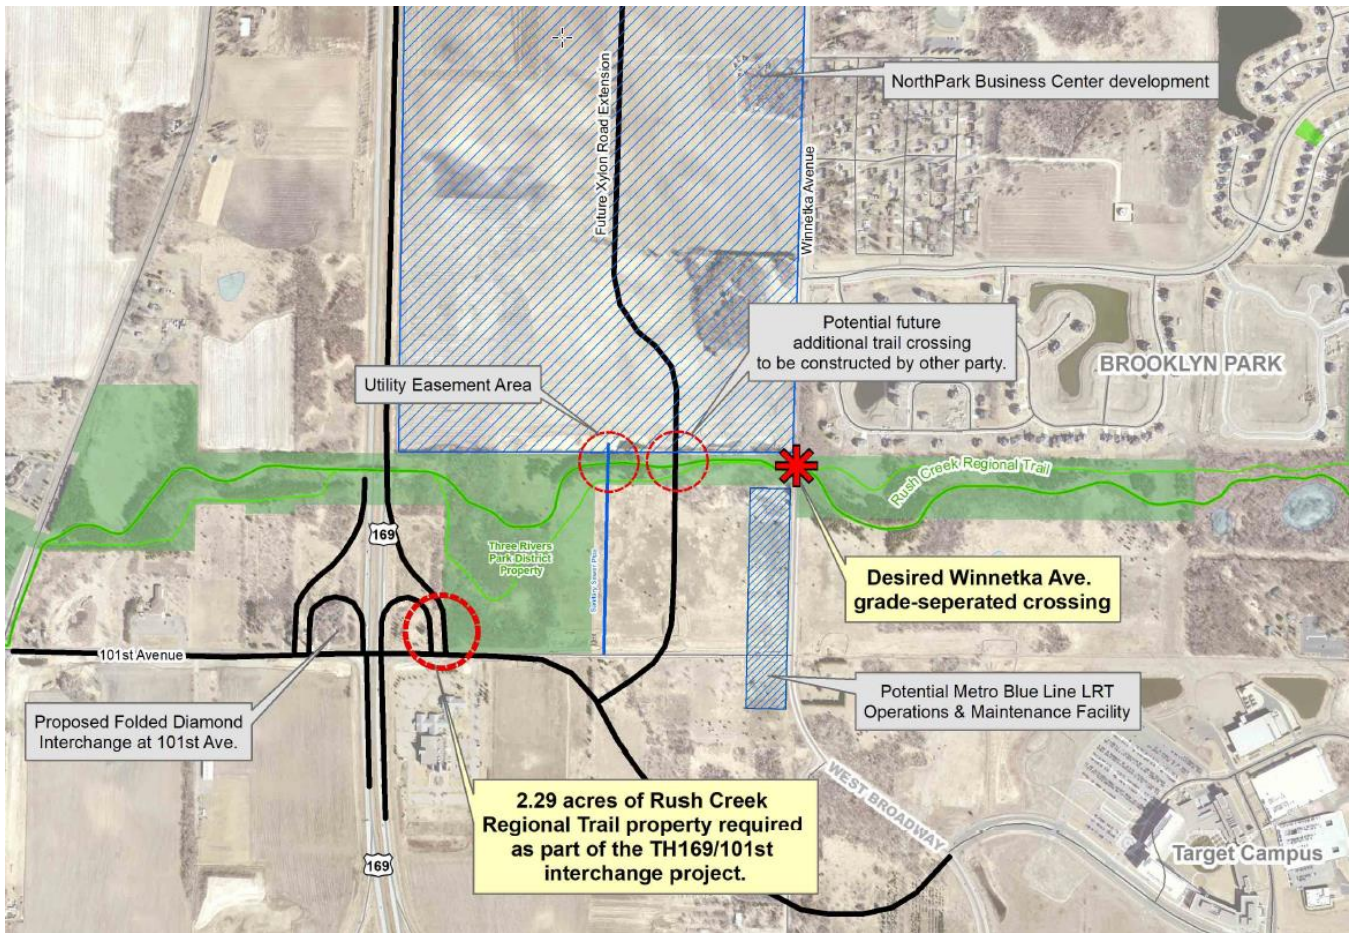 NorthPark Business Center development
Future Xylon Road Extension
Winnetka Avenue
Potential future
additional trail crossing
to be constructed by other party.
BROOKLYN PARK
Utility Easement Area
Rush Creek Regional Trail
169
Three Rivers
Park District
Property
Sanitary Sewer Pipe
Desired Winnetka Ave.
grade-seperated crossing
101st Avenue
Potential Metro Blue Line LRT
Operations & Maintenance Facility
Proposed Folded Diamond
Interchange at 101st Ave.
2.29 acres of Rush Creek
Regional Trail property required
as part of the TH169/101st
interchange project.
WEST BROADWAY
Target Campus
169